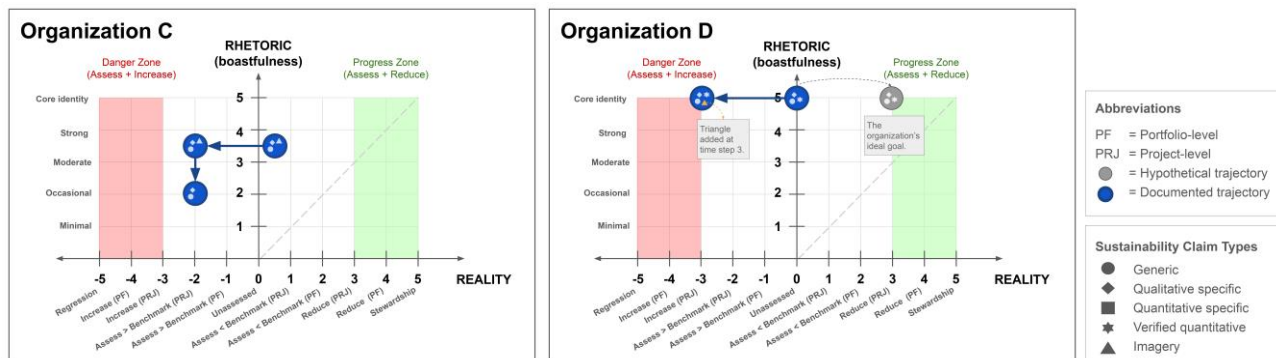 Organization C
Danger Zone
(Assess + Increase)
RHETORIC
(boastfulness)
Progress Zone
(Assess + Reduce)
Core identity
Strong
Moderate
Occasional
Minimal
5
4
3
2
1
-5 -4 -3 -2 -1 0 1 2 3 4 5
REALITY
Regression
Increase (PF)
Increase (PRJ)
Assess > Benchmark (PRJ)
Assess > Benchmark (PF)
Unassessed
Assess < Benchmark (PRJ)
Assess < Benchmark (PF)
Reduce (PRJ)
Reduce (PF)
Stewardship
Organization D
Danger Zone
(Assess + Increase)
RHETORIC
(boastfulness)
Progress Zone
(Assess + Reduce)
Core identity
Strong
Moderate
Occasional
Minimal
5
4
3
2
1
Triangle
added at
time step 3.
The
organization's
ideal goal.
-5 -4 -3 -2 -1 0 1 2 3 4 5
REALITY
Regression
Increase (PF)
Increase (PRJ)
Assess > Benchmark (PRJ)
Assess > Benchmark (PF)
Unassessed
Assess < Benchmark (PRJ)
Assess < Benchmark (PF)
Reduce (PRJ)
Reduce (PF)
Stewardship
Abbreviations
PF = Portfolio-level
PRJ = Project-level
= Hypothetical trajectory
= Documented trajectory
Sustainability Claim Types
Generic
Qualitative specific
Quantitative specific
Verified quantitative
Imagery